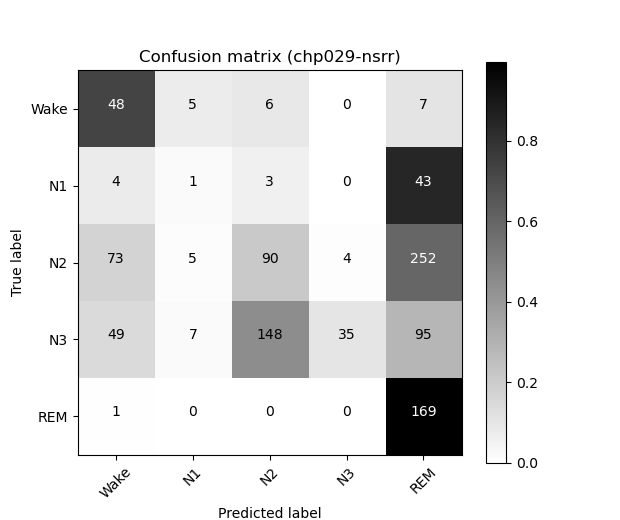 Confusion matrix (chp029-nsrr)
Wake 48 5 6 0 7
N1 4 1 3 0 43
N2 73 5 90 4 252
N3 49 7 148 35 95
REM 1 0 0 0 169
Wake N1 N2 N3 REM
Predicted label
True label
0.8
0.6
0.4
0.2
0.0